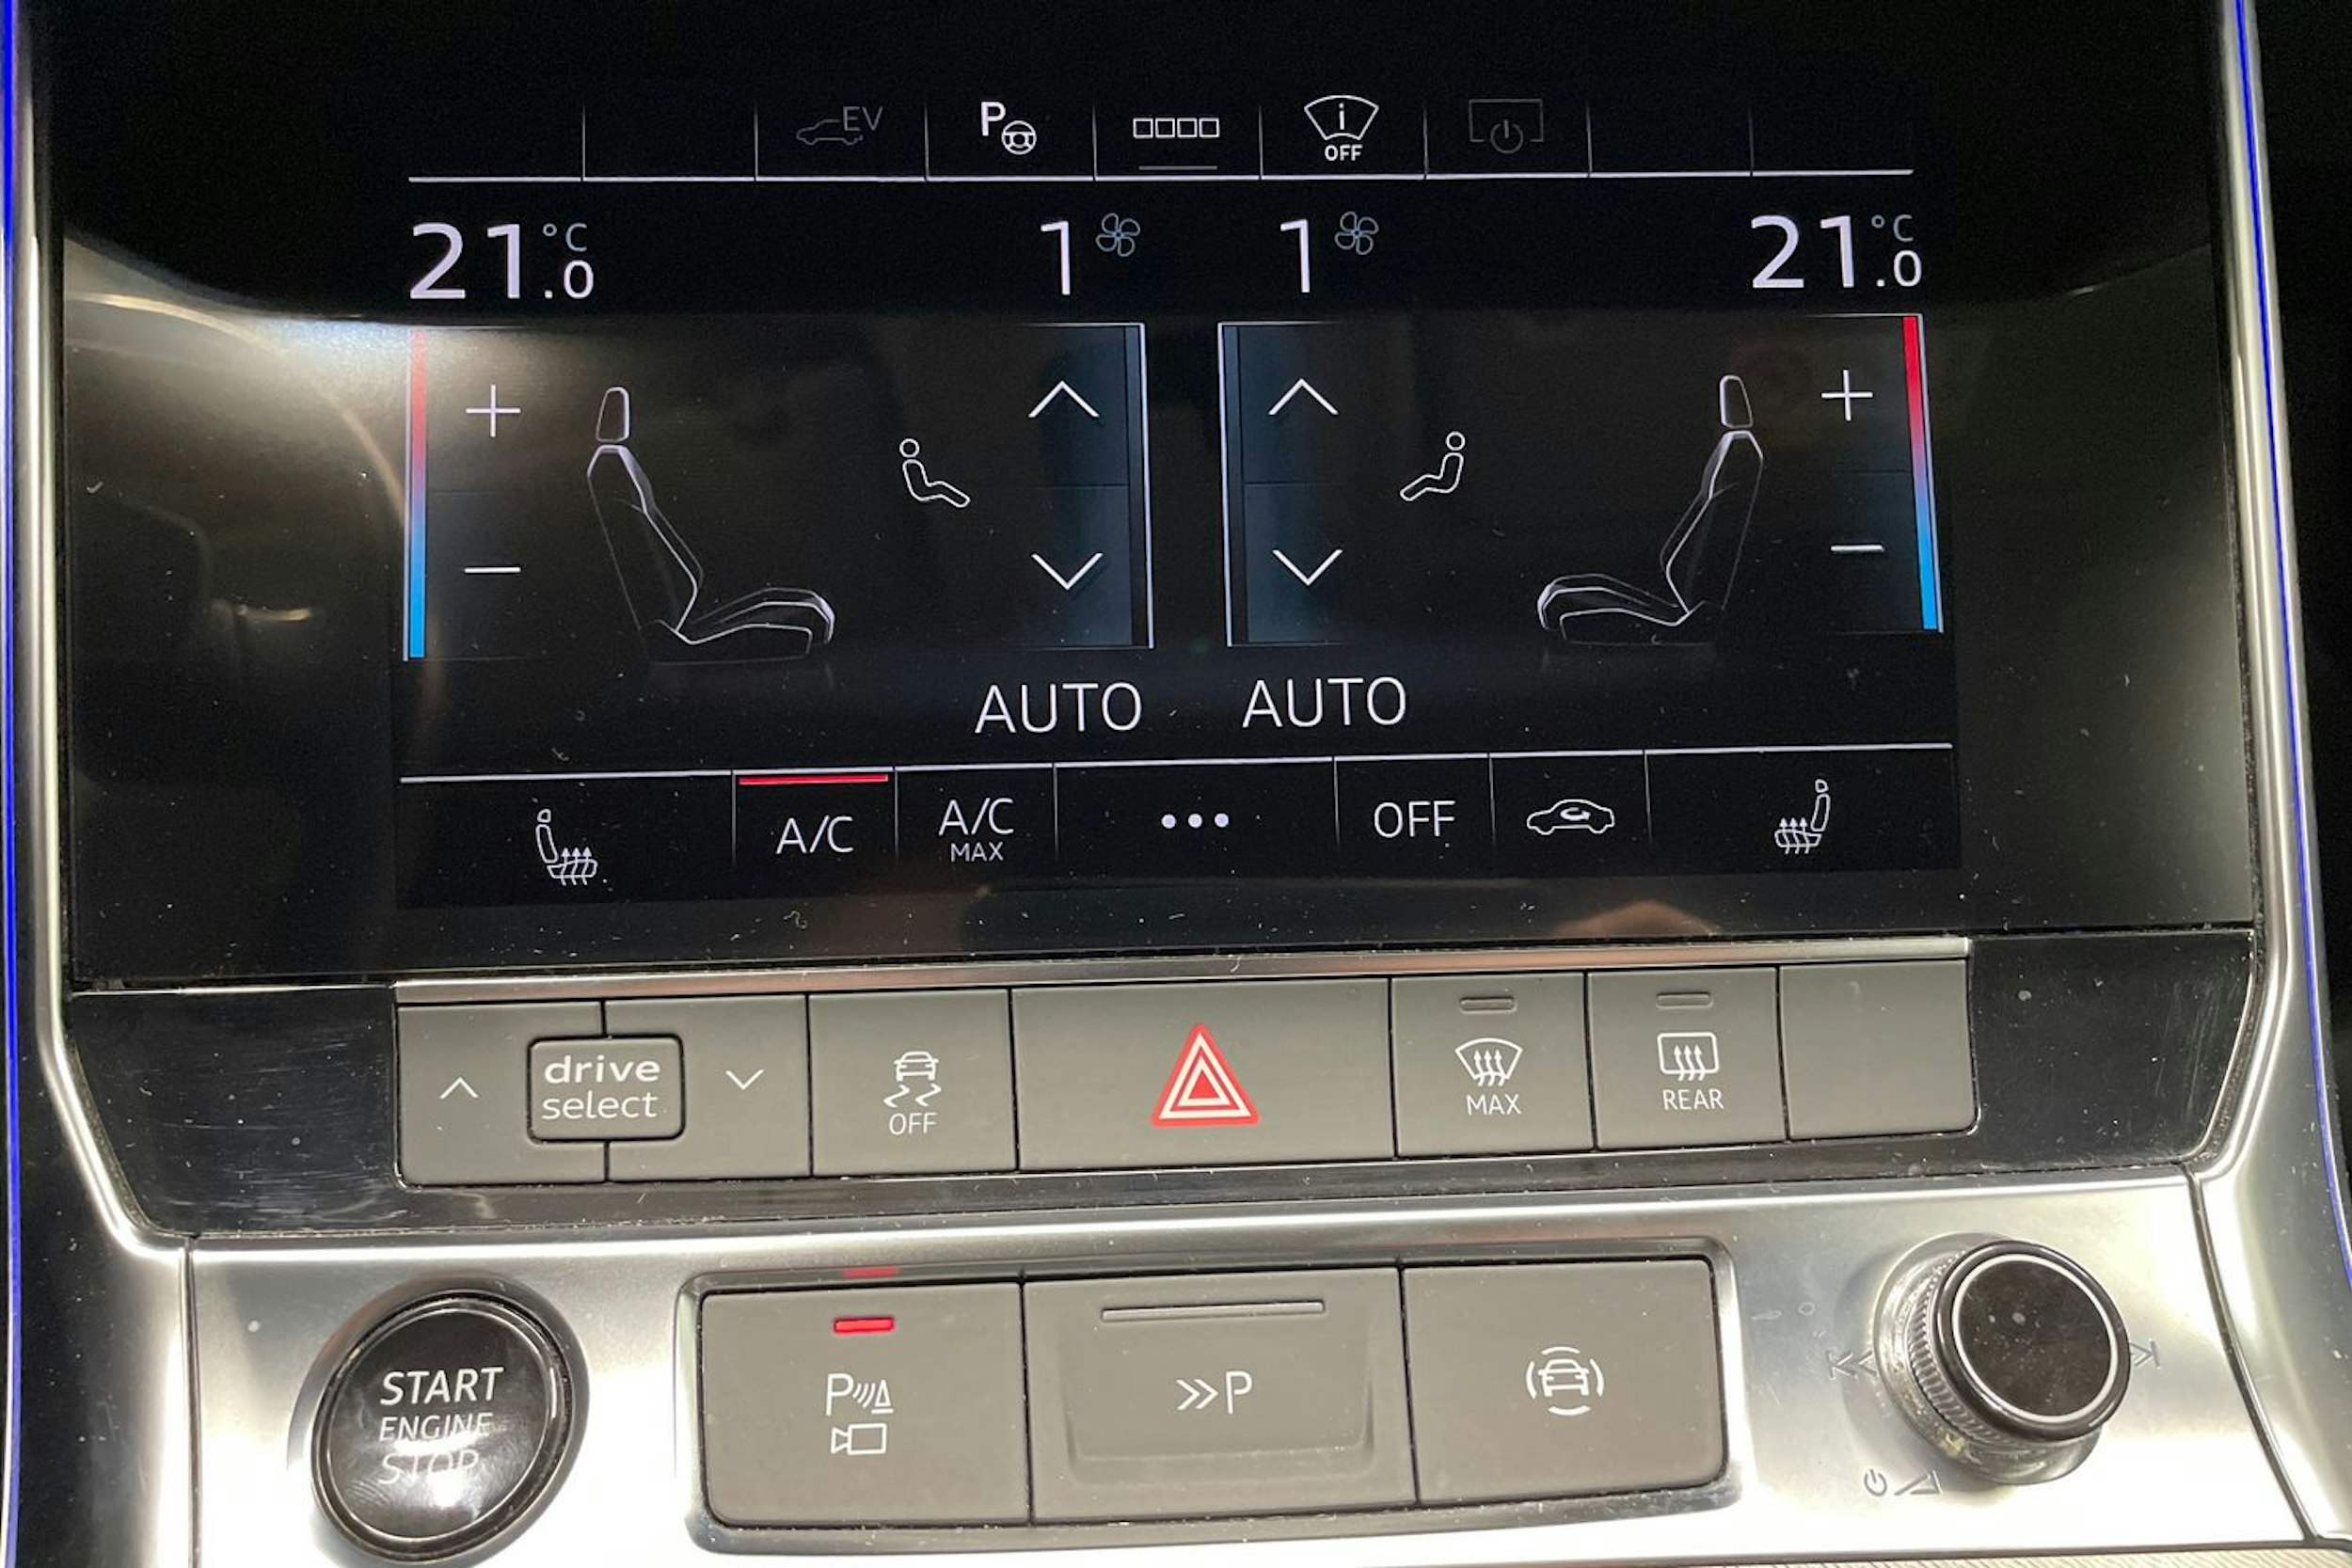 EV
P
i
OFF
21.0 °C 1 1 21.0 °C
AUTO AUTO
A/C A/C MAX ••• OFF
drive
select
OFF
MAX
REAR
START
ENGINE
STOP
P
>>P